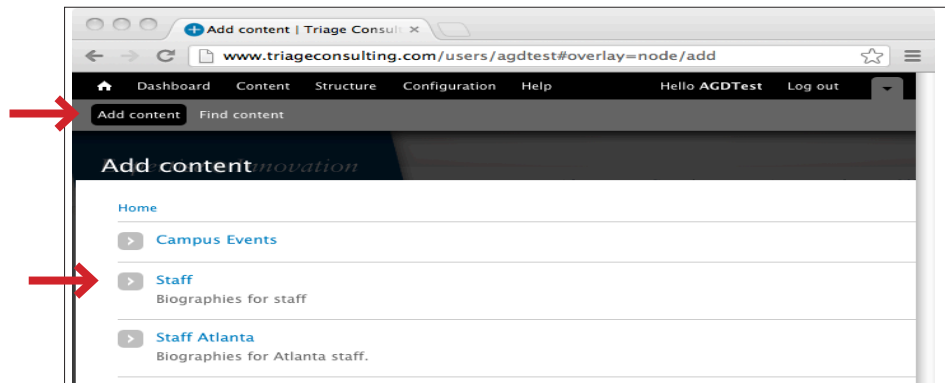 Add content | Triage Consul
www.triageconsulting.com/users/agdtest#overlay=node/add
Dashboard Content Structure Configuration Help Hello AGDTest Log out
Add content Find content
Add content
Home
Campus Events
Staff
Biographies for staff
Staff Atlanta
Biographies for Atlanta staff.